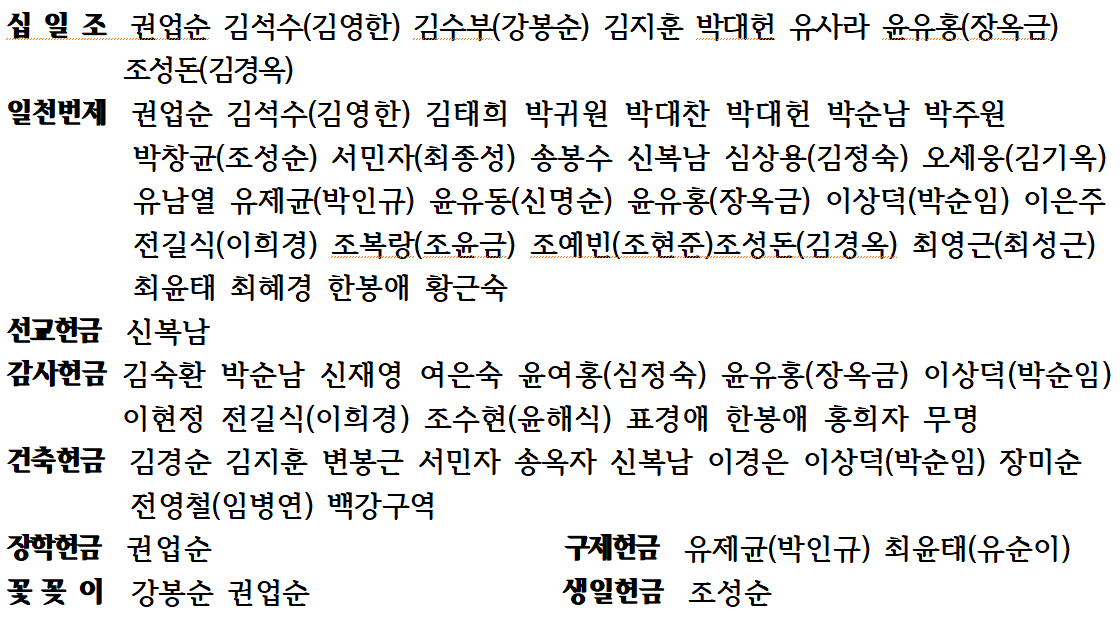 십 일 조 권업순 김석수(김영한) 김수부(강봉순) 김지훈 박대헌 유사라 윤유홍(장옥금)
조성돈(김경옥)
일천번제 권업순 김석수(김영한) 김태희 박귀원 박대찬 박대헌 박순남 박주원
박창균(조성순) 서민자(최종성) 송봉수 신복남 심상용(김정숙) 오세웅(김기옥)
유남열 유제균(박인규) 윤유동(신명순) 윤유홍(장옥금) 이상덕(박순임) 이은주
전길식(이희경) 조복랑(조윤금) 조예빈(조현준)조성돈(김경옥) 최영근(최성근)
최윤태 최혜경 한봉애 황근숙
선교헌금 신복남
감사헌금 김숙환 박순남 신재영 여은숙 윤여홍(심정숙) 윤유홍(장옥금) 이상덕(박순임)
이현정 전길식(이희경) 조수현(윤해식) 표경애 한봉애 홍희자 무명
건축헌금 김경순 김지훈 변봉근 서민자 송옥자 신복남 이경은 이상덕(박순임) 장미순
전영철(임병연) 백강구역
장학헌금 권업순 구제헌금 유제균(박인규) 최윤태(유순이)
꽃 꽂 이 강봉순 권업순 생일헌금 조성순